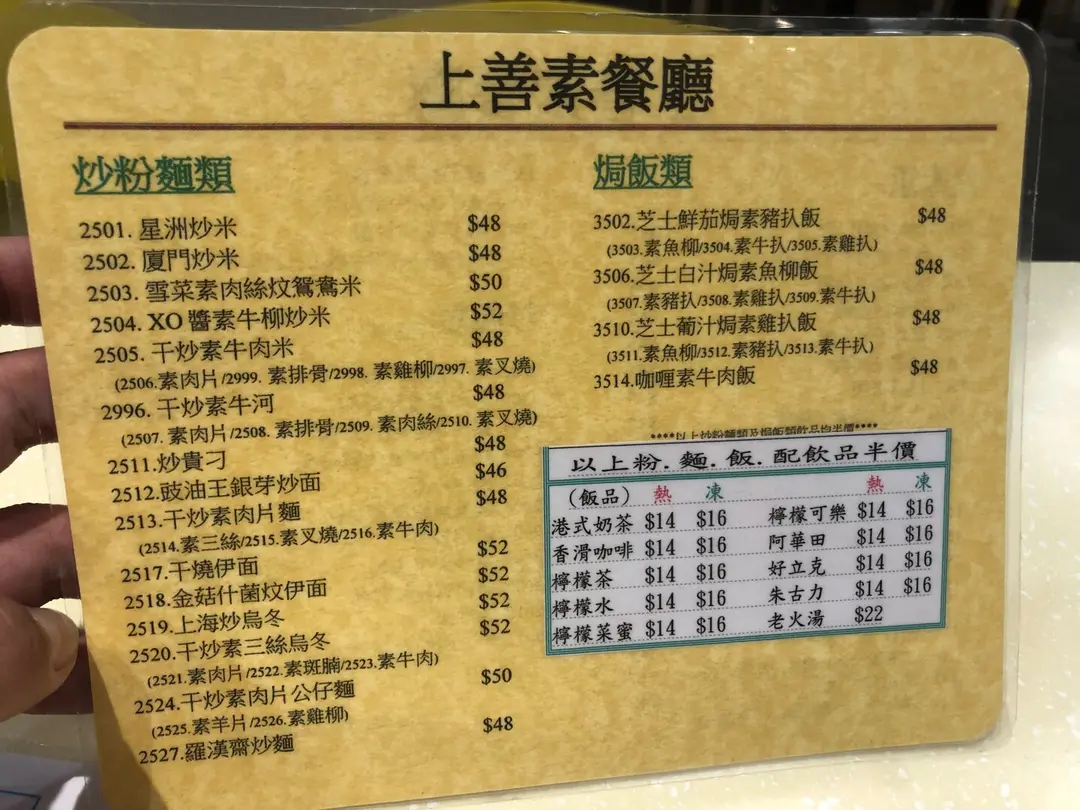 上善素餐廳
炒粉麵類
2501. 星洲炒米 $48
2502. 廈門炒米 $48
2503. 雪菜素肉絲炆鴛鴦米 $50
2504. XO 醬素牛柳炒米 $52
2505. 干炒素牛肉米 $48
(2506.素肉片/2999. 素排骨/2998. 素雞柳/2997. 素叉燒)
2996. 干炒素牛河 $48
(2507. 素肉片/2508. 素排骨/2509. 素肉絲/2510. 素叉燒)
2511.炒貴刁 $48
2512.豉油王銀芽炒面 $46
2513.干炒素肉片麵 $48
(2514.素三絲/2515.素叉燒/2516.素牛肉)
2517.干燒伊面 $52
2518.金菇什菌炆伊面 $52
2519.上海炒烏冬 $52
2520.干炒素三絲烏冬 $52
(2521.素肉片/2522.素斑腩/2523.素牛肉)
2524.干炒素肉片公仔麵 $50
(2525.素羊片/2526.素雞柳)
2527.羅漢齋炒麵 $48
焗飯類
3502.芝士鮮茄焗素豬扒飯 $48
(3503.素魚柳/3504.素牛扒/3505.素雞扒)
3506.芝士白汁焗素魚柳飯 $48
(3507.素豬扒/3508.素雞扒/3509.素牛扒)
3510.芝士葡汁焗素雞扒飯 $48
(3511.素魚柳/3512.素豬扒/3513.素牛扒)
3514.咖喱素牛肉飯 $48
****以上炒粉麵類及焗飯類飲品均半價****
以上粉.麵.飯.配飲品半價
(飯品) 熱 凍 熱 凍
港式奶茶 $14 $16 檸檬可樂 $14 $16
香滑咖啡 $14 $16 阿華田 $14 $16
檸檬茶 $14 $16 好立克 $14 $16
檸檬水 $14 $16 朱古力 $14 $16
檸檬菜蜜 $14 $16 老火湯 $22